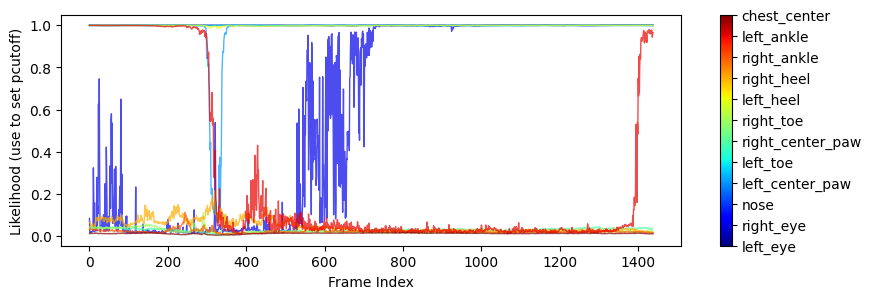 Likelihood (use to set pcutoff)
1.0
0.8
0.6
0.4
0.2
0.0
0 200 400 600 800 1000 1200 1400
Frame Index
chest_center
left_ankle
right_ankle
right_heel
left_heel
right_toe
right_center_paw
left_toe
left_center_paw
nose
right_eye
left_eye